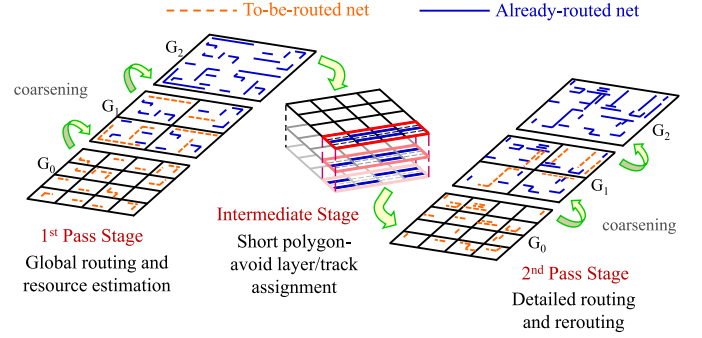 To-be-routed net
Already-routed net
G2
coarsening
G1
G0
1st Pass Stage
Global routing and
resource estimation
Intermediate Stage
Short polygon-
avoid layer/track
assignment
G2
G1
coarsening
G0
2nd Pass Stage
Detailed routing
and rerouting